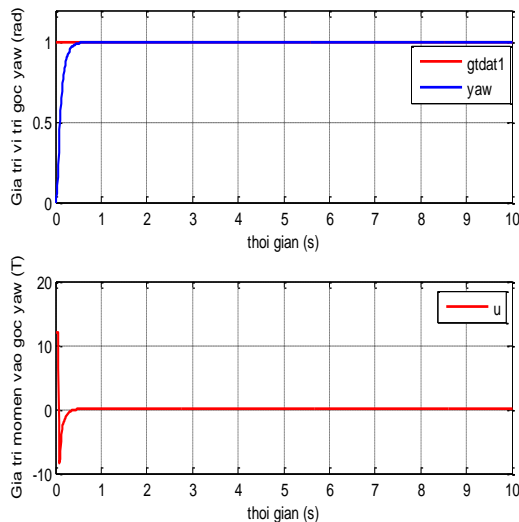 Gia tri vi tri goc yaw (rad)
1
0.5
0
gtdat1
yaw
0 1 2 3 4 5 6 7 8 9 10
thoi gian (s)
Gia tri momen vao goc yaw (T)
20
10
0
-10
u
0 1 2 3 4 5 6 7 8 9 10
thoi gian (s)